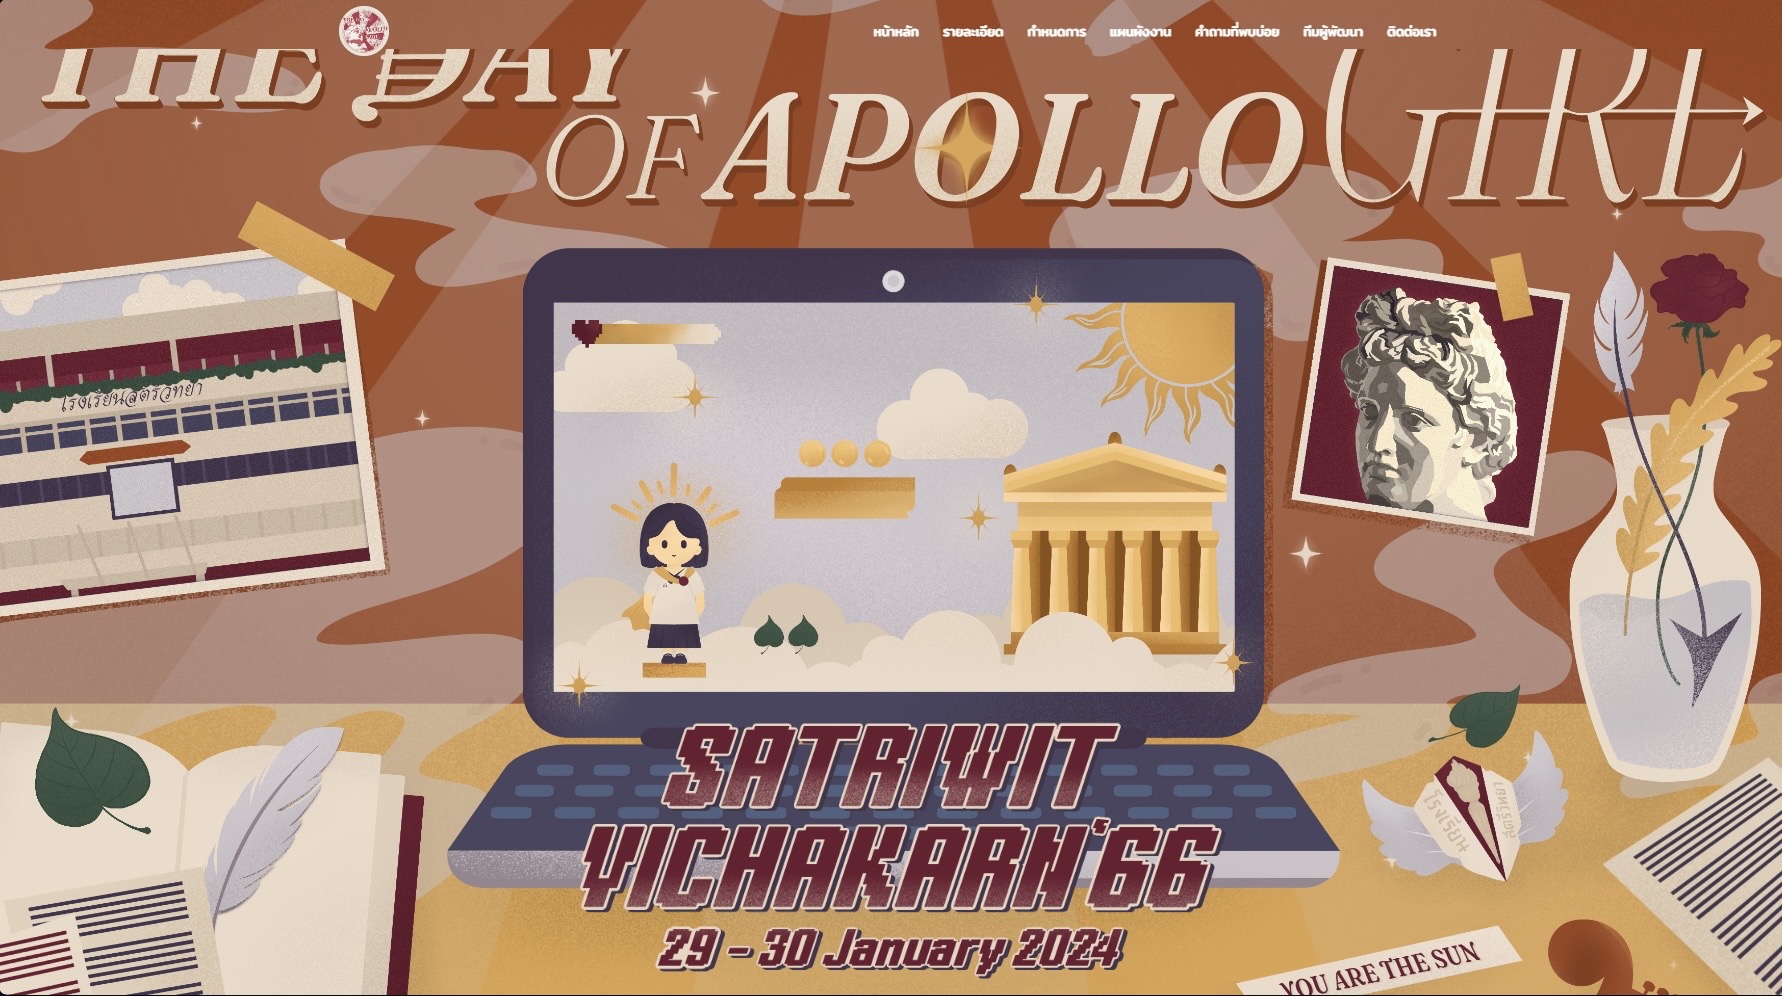 หน้าหลัก รายละเอียด กำหนดการ แผนผังงาน คำถามที่พบบ่อย ทีมผู้พัฒนา ติดต่อเรา
THE DAY
OF APOLLO GIRL
โรงเรียนสตรีวิทยา
SATRIWIT
VICHAKARN'66
29 - 30 January 2024
YOU ARE THE SUN